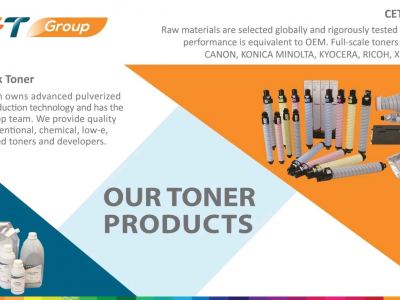 Group
CET
Raw materials are selected globally and rigorously tested
performance is equivalent to OEM. Full-scale toners
CANON, KONICA MINOLTA, KYOCERA, RICOH, X
Toner
owns advanced pulverized
duction technology and has the
p team. We provide quality
entional, chemical, low-e,
ed toners and developers.
OUR TONER
PRODUCTS